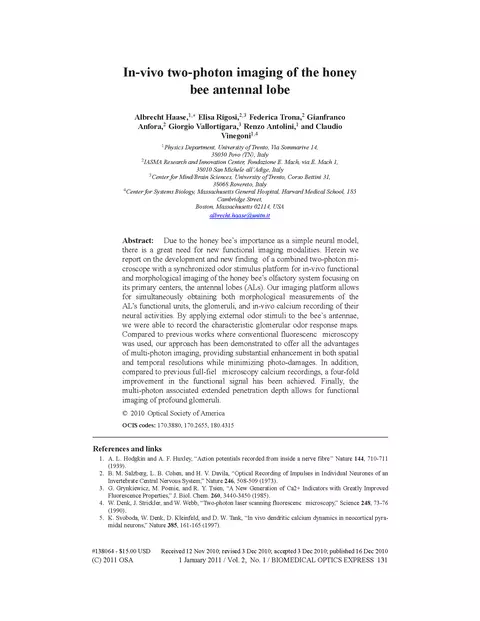 In-vivo two-photon imaging of the honey
bee antennal lobe
Albrecht Haase,1,* Elisa Rigosi,2,3 Federica Trona,2 Gianfranco
Anfora,2 Giorgio Vallortigara,3 Renzo Antolini,1 and Claudio
Vinegoni1,4
1Physics Department, University of Trento, Via Sommarive 14,
38050 Povo (TN), Italy
2IASMA Research and Innovation Center, Fondazione E. Mach, via E. Mach 1,
38010 San Michele all'Adige, Italy
3Center for Mind/Brain Sciences, University of Trento, Corso Bettini 31,
38068 Rovereto, Italy
4Center for Systems Biology, Massachusetts General Hospital, Harvard Medical School, 185
Cambridge Street,
Boston, Massachusetts 02114, USA
albrecht.haase@unitn.it
Abstract: Due to the honey bee's importance as a simple neural model,
there is a great need for new functional imaging modalities. Herein we
report on the development and new finding of a combined two-photon mi-
croscope with a synchronized odor stimulus platform for in-vivo functional
and morphological imaging of the honey bee's olfactory system focusing on
its primary centers, the antennal lobes (ALs). Our imaging platform allows
for simultaneously obtaining both morphological measurements of the
AL's functional units, the glomeruli, and in-vivo calcium recording of their
neural activities. By applying external odor stimuli to the bee's antennae,
we were able to record the characteristic glomerular odor response maps.
Compared to previous works where conventional fluorescenc microscopy
was used, our approach has been demonstrated to offer all the advantages
of multi-photon imaging, providing substantial enhancement in both spatial
and temporal resolutions while minimizing photo-damages. In addition,
compared to previous full-fiel microscopy calcium recordings, a four-fold
improvement in the functional signal has been achieved. Finally, the
multi-photon associated extended penetration depth allows for functional
imaging of profound glomeruli.
© 2010 Optical Society of America
OCIS codes: 170.3880, 170.2655, 180.4315
References and links
1. A. L. Hodgkin and A. F. Huxley, "Action potentials recorded from inside a nerve fibre" Nature 144, 710-711
(1939).
2. B. M. Salzberg, L. B. Cohen, and H. V. Davila, "Optical Recording of Impulses in Individual Neurones of an
Invertebrate Central Nervous System," Nature 246, 508-509 (1973).
3. G. Grynkiewicz, M. Poenie, and R. Y. Tsien, "A New Generation of Ca2+ Indicators with Greatly Improved
Fluorescence Properties," J. Biol. Chem. 260, 3440-3450 (1985).
4. W. Denk, J. Strickler, and W. Webb, "Two-photon laser scanning fluorescenc microscopy," Science 248, 73–76
(1990).
5. K. Svoboda, W. Denk, D. Kleinfeld, and D. W. Tank, "In vivo dendritic calcium dynamics in neocortical pyra-
midal neurons," Nature 385, 161-165 (1997).
#138064 - $15.00 USD Received 12 Nov 2010; revised 3 Dec 2010; accepted 3 Dec 2010; published 16 Dec 2010
(C) 2011 OSA 1 January 2011 / Vol. 2, No. 1 / BIOMEDICAL OPTICS EXPRESS 131